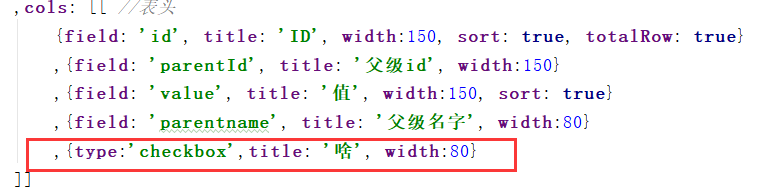 ,cols: [[ //表头
{field: 'id', title: 'ID', width:150, sort: true, totalRow: true}
,{field: 'parentId', title: '父级id', width:150}
,{field: 'value', title: '值', width:150, sort: true}
,{field: 'parentname', title: '父级名字', width:80}
,{type:'checkbox',title: '啥', width:80}
]]